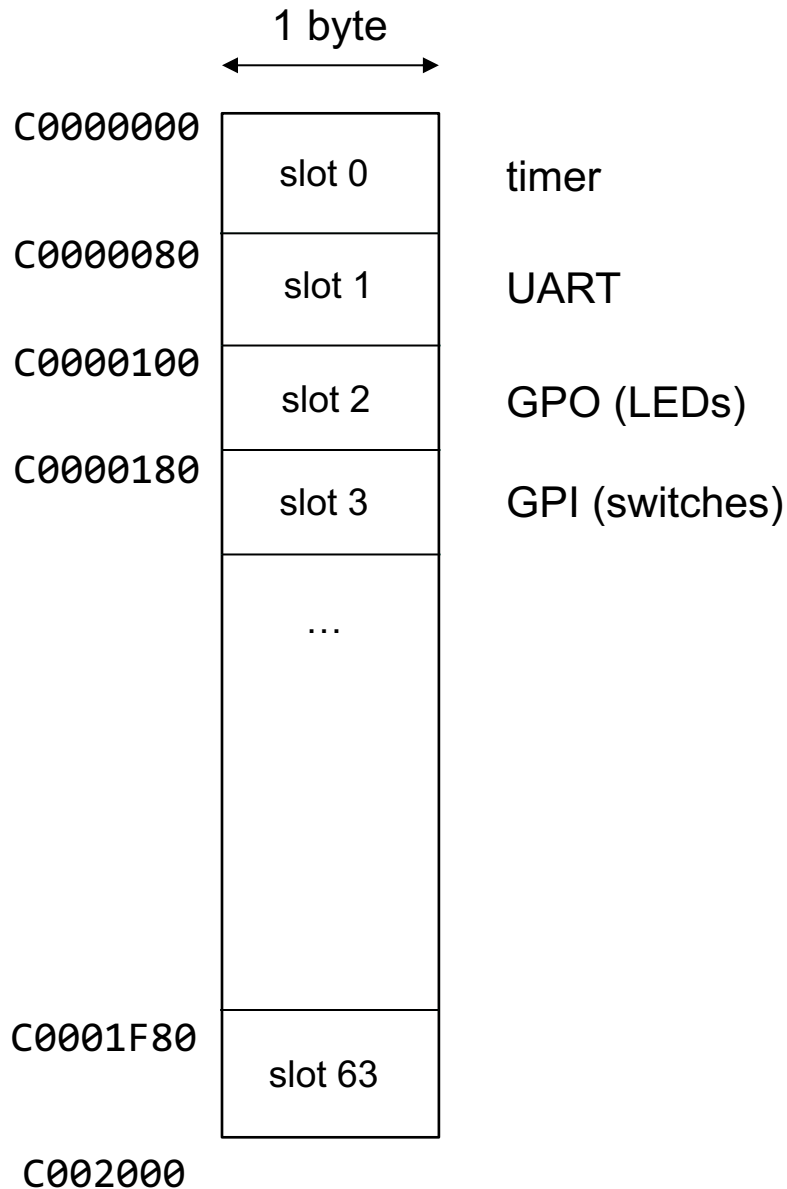 1 byte
C0000000
slot 0
timer
C0000080
slot 1
UART
C0000100
slot 2
GPO (LEDs)
C0000180
slot 3
GPI (switches)
…
C0001F80
slot 63
C002000